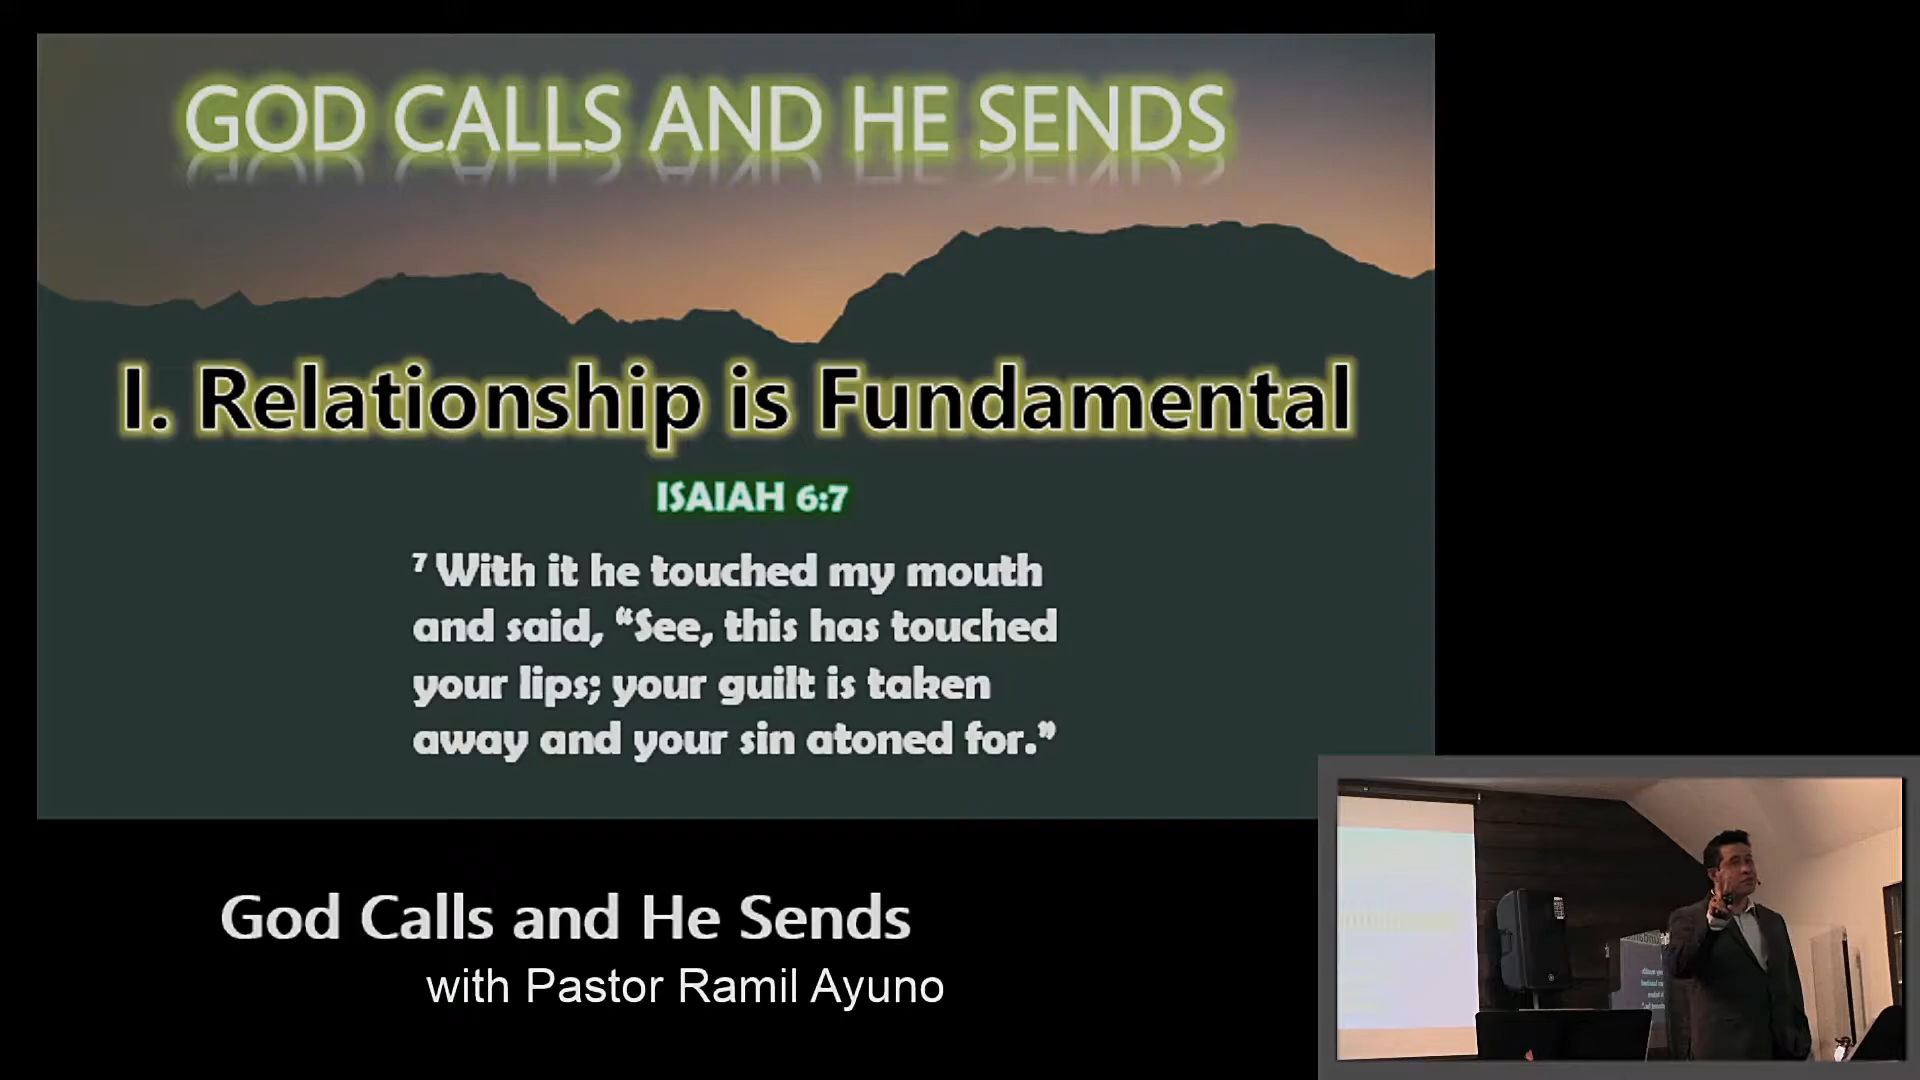 GOD CALLS AND HE SENDS
I. Relationship is Fundamental
ISAIAH 6:7
7 With it he touched my mouth
and said, “See, this has touched
your lips; your guilt is taken
away and your sin atoned for.”
God Calls and He Sends
with Pastor Ramil Ayuno